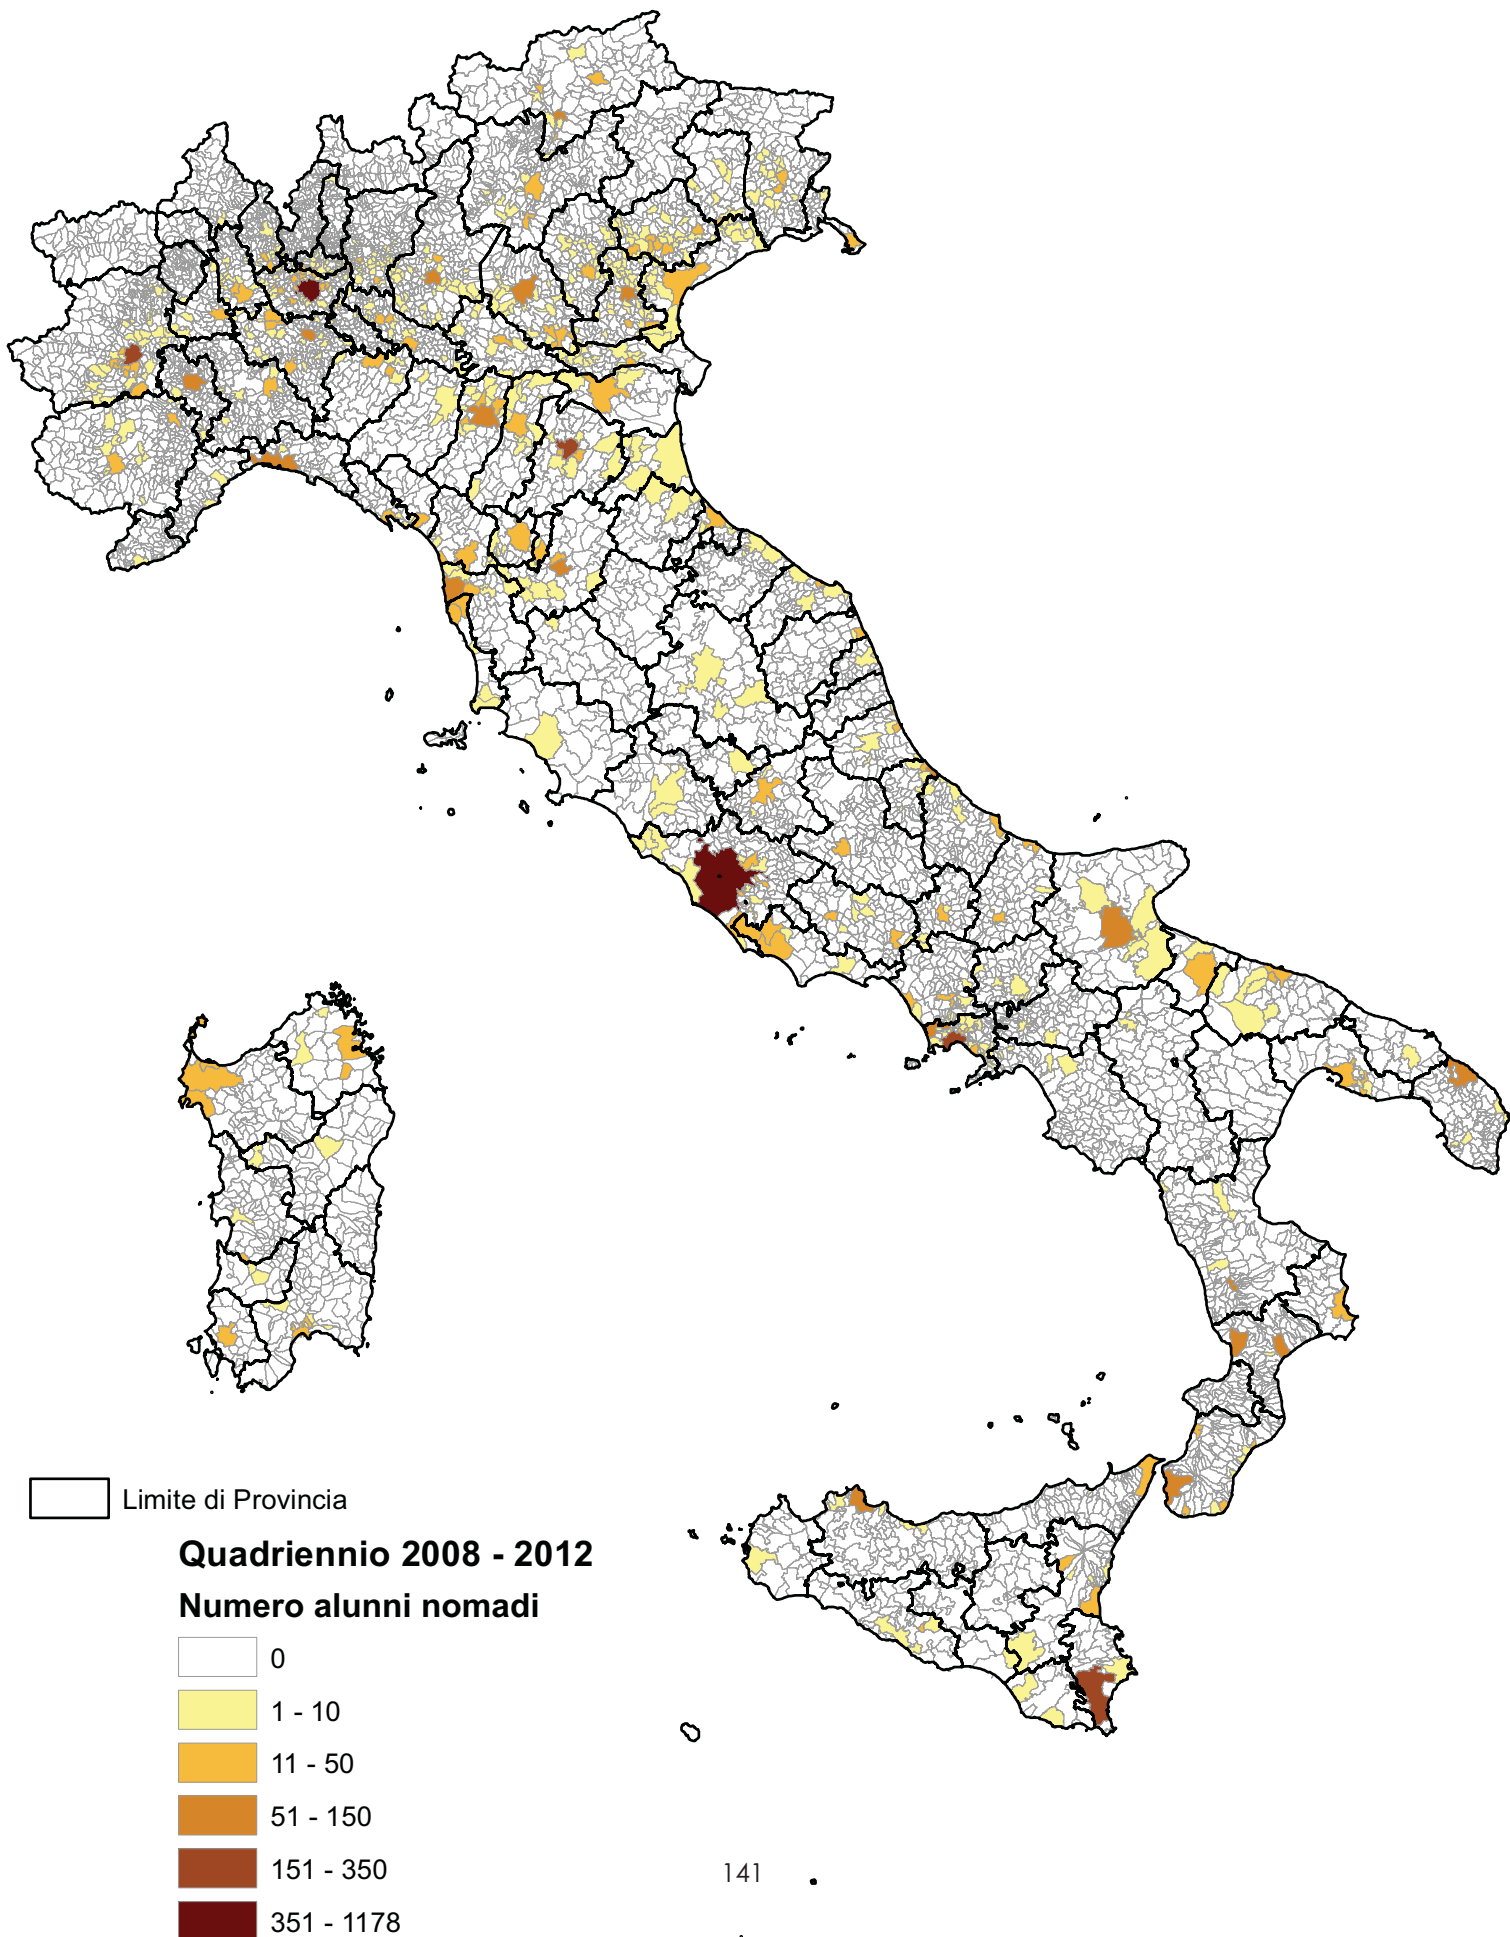 Limite di Provincia
Quadriennio 2008 - 2012
Numero alunni nomadi
0
1 - 10
11 - 50
51 - 150
151 - 350
351 - 1178
141